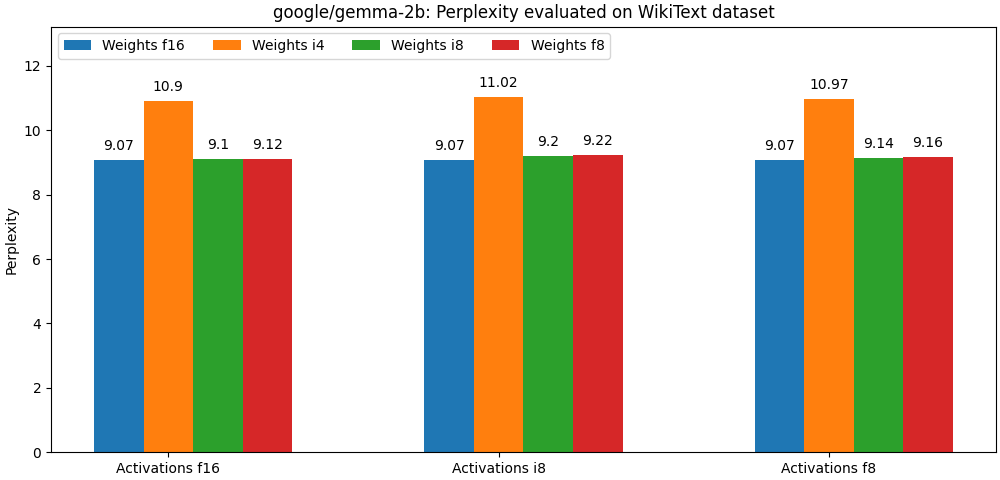 google/gemma-2b: Perplexity evaluated on WikiText dataset
Weights f16 Weights i4 Weights i8 Weights f8
Perplexity
12
10
8
6
4
2
0
9.07 10.9 9.1 9.12
9.07 11.02 9.2 9.22
9.07 10.97 9.14 9.16
Activations f16 Activations i8 Activations f8